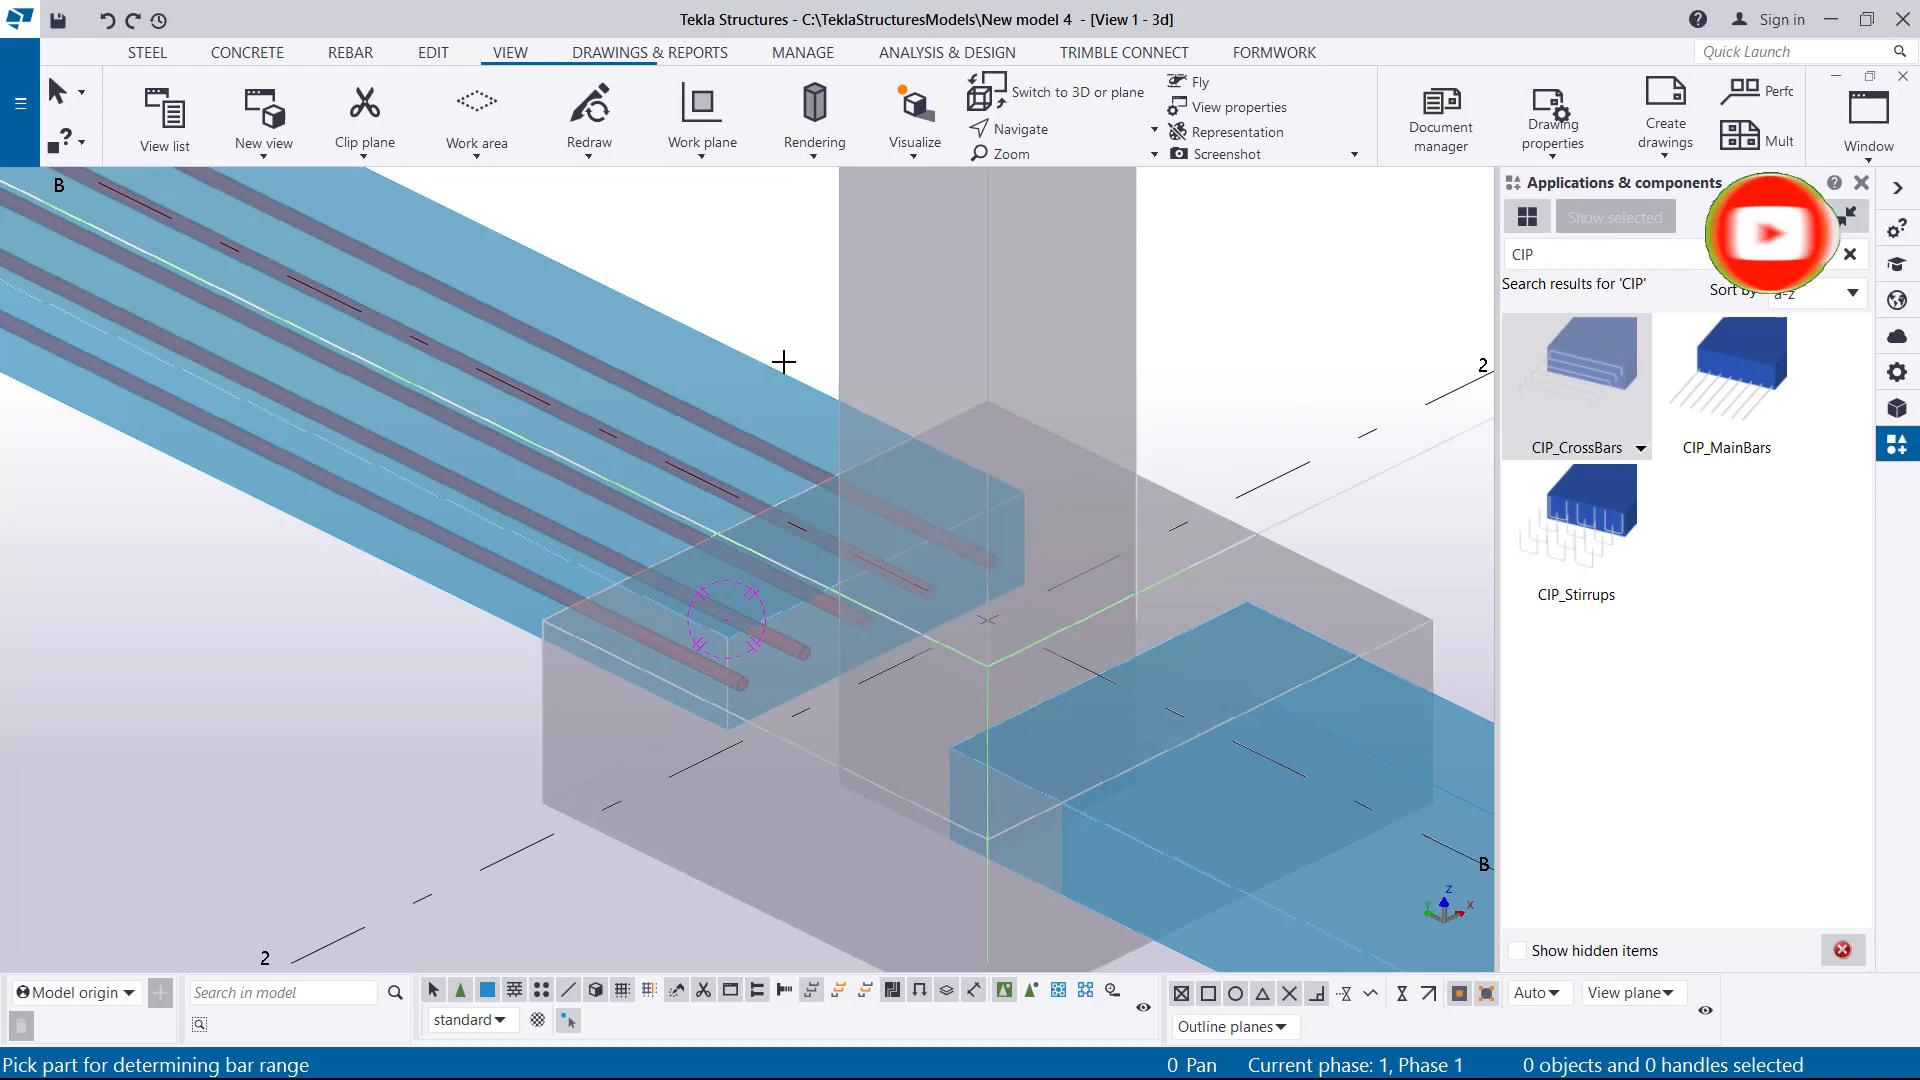 Tekla Structures - C:\TeklaStructuresModels\New model 4 - [View 1 - 3d]
Sign in
STEEL
CONCRETE
REBAR
EDIT
VIEW
DRAWINGS & REPORTS
MANAGE
ANALYSIS & DESIGN
TRIMBLE CONNECT
FORMWORK
Quick Launch
View list
New view
Clip plane
Work area
Redraw
Work plane
Rendering
Visualize
Switch to 3D or plane
Navigate
Zoom
Fly
View properties
Representation
Screenshot
Document manager
Drawing properties
Create drawings
Perfc
Mult
Window
B
2
B
2
Z
Y
X
Applications & components
Show selected
CIP
Search results for 'CIP'
Sort by
a-z
CIP_CrossBars
CIP_MainBars
CIP_Stirrups
Show hidden items
Model origin
Search in model
standard
Auto
View plane
Outline planes
Pick part for determining bar range
0 Pan
Current phase: 1, Phase 1
0 objects and 0 handles selected